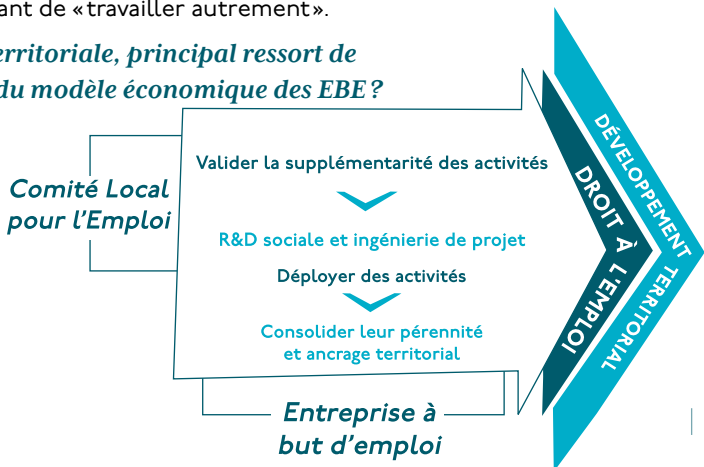 ant de «travailler autrement».
erritoriale, principal ressort de
du modèle économique des EBE ?
Comité Local
pour l’Emploi
Valider la supplémentarité des activités
R&D sociale et ingénierie de projet
Déployer des activités
Consolider leur pérennité
et ancrage territorial
Entreprise à
but d’emploi
DROIT À L’EMPLOI
DÉVELOPPEMENT TERRITORIAL